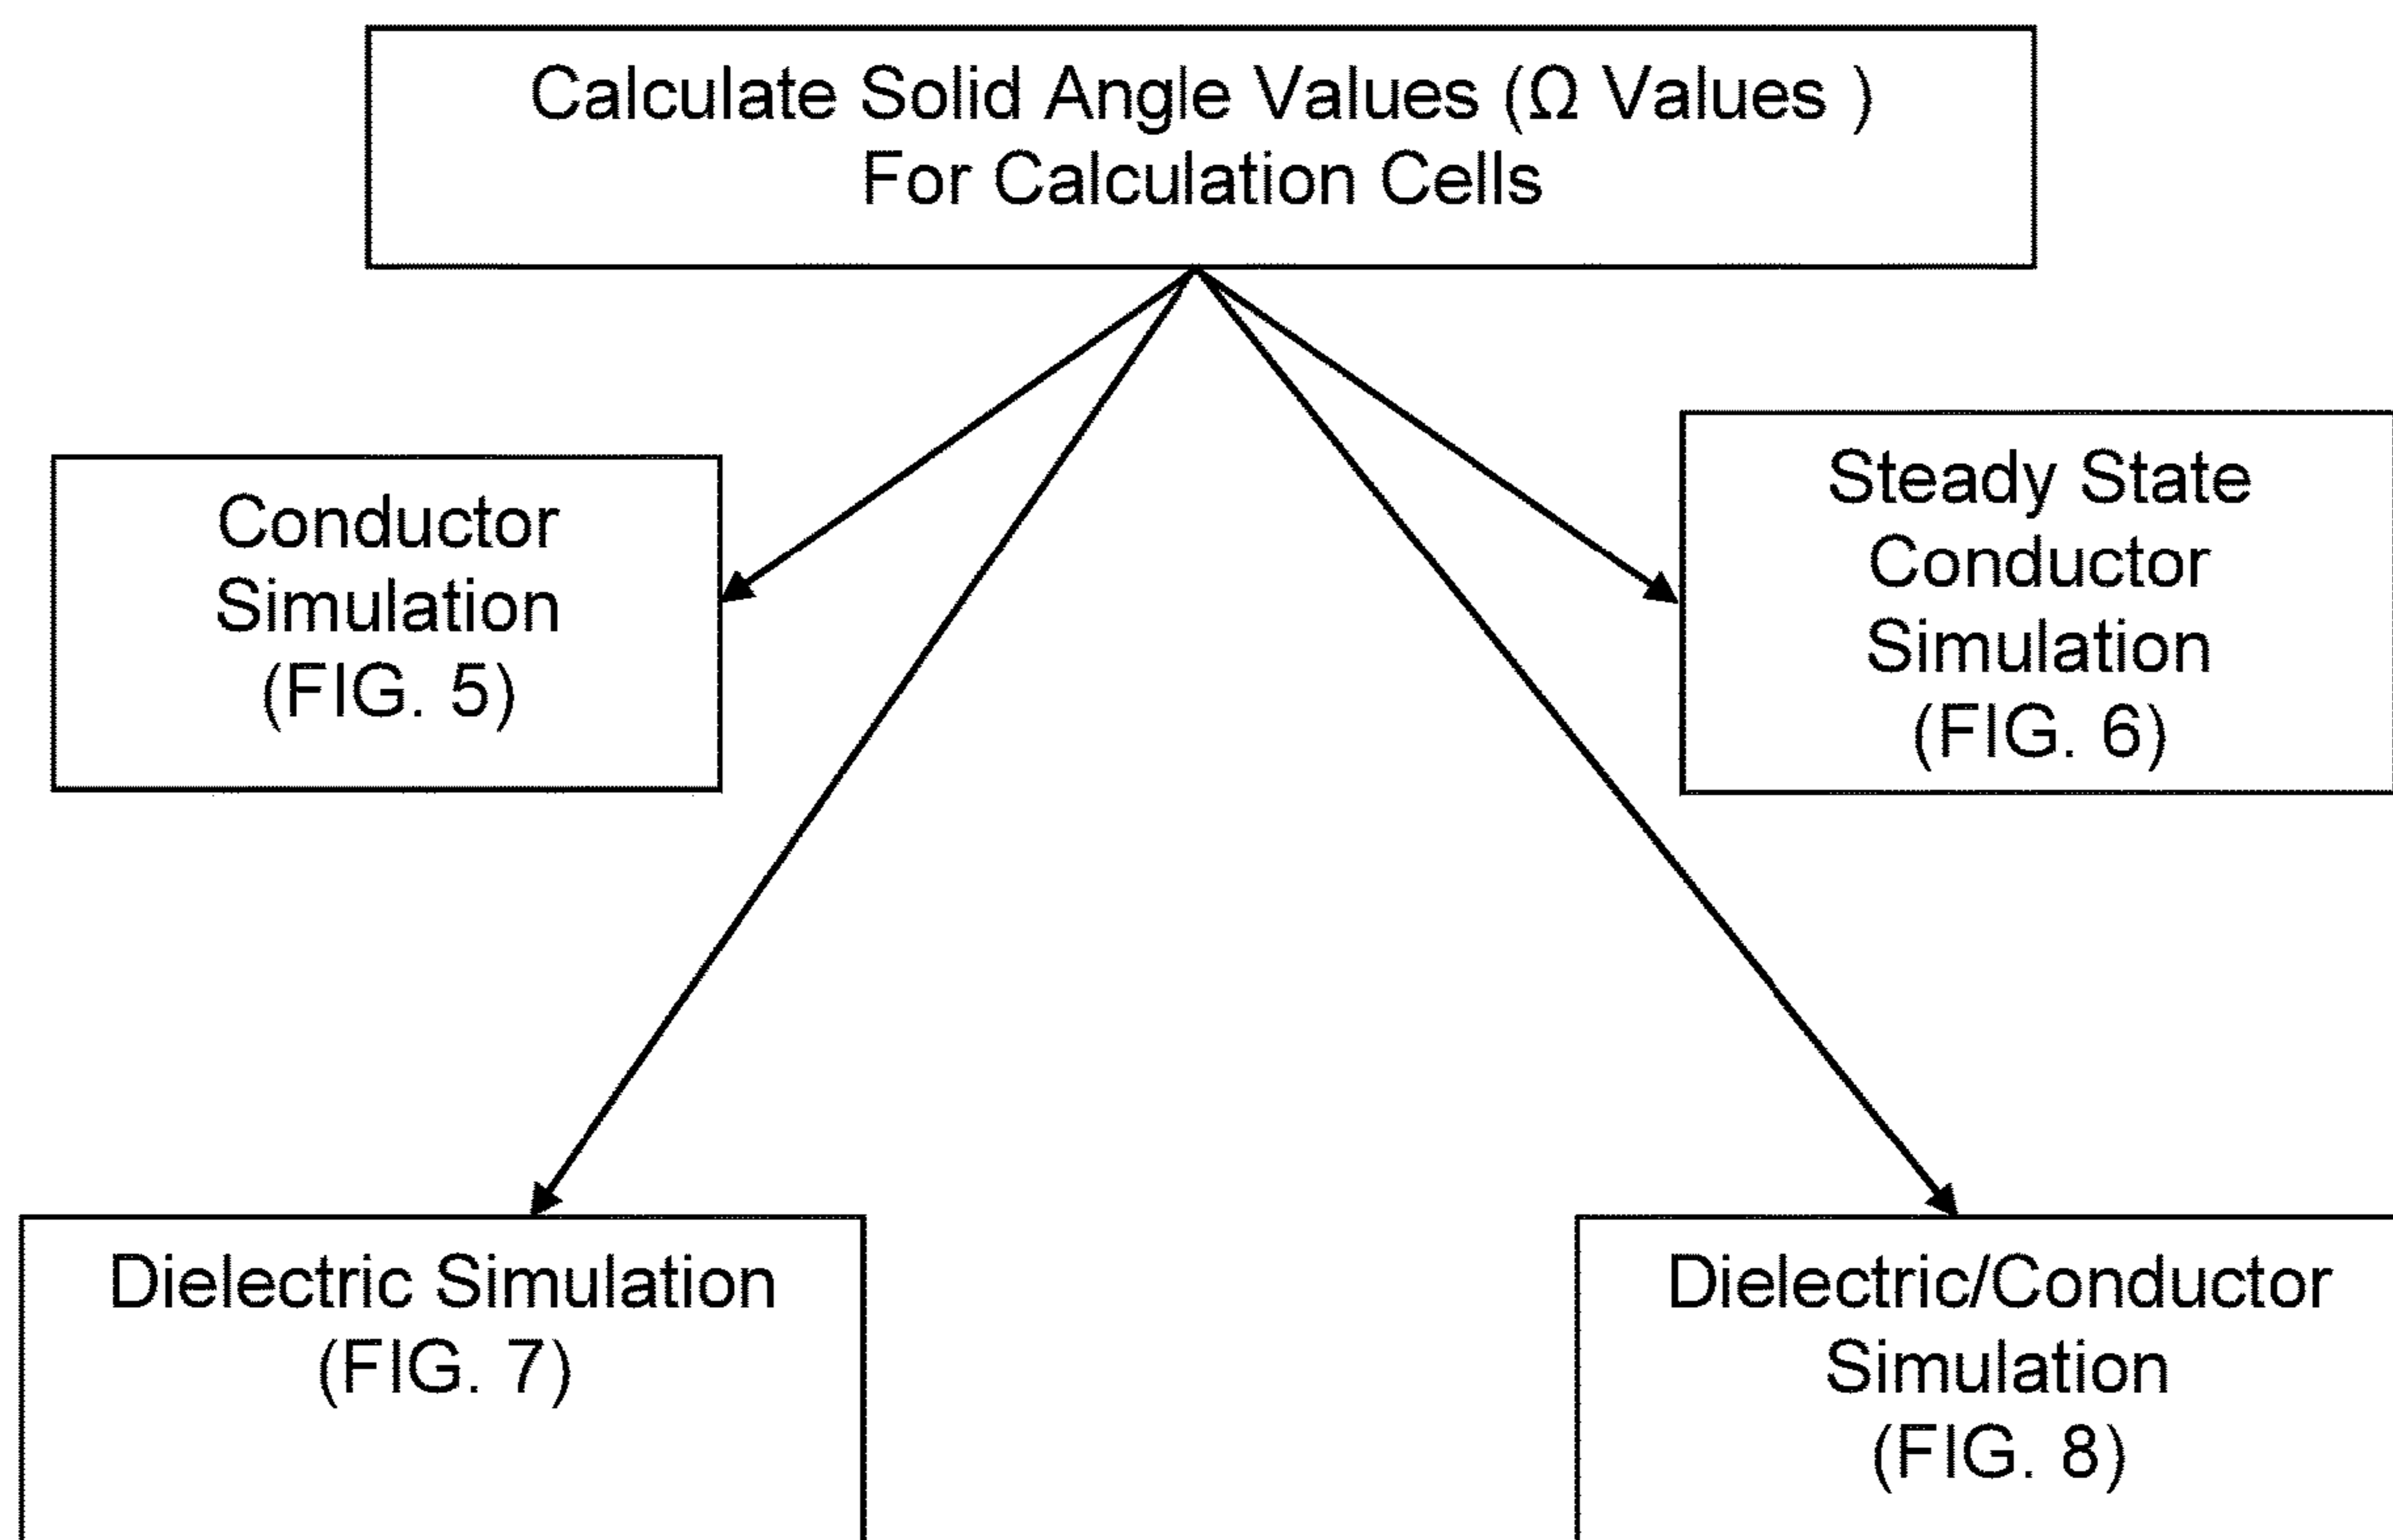 Calculate Solid Angle Values (Ω Values )
For Calculation Cells
Conductor
Simulation
(FIG. 5)
Steady State
Conductor
Simulation
(FIG. 6)
Dielectric Simulation
(FIG. 7)
Dielectric/Conductor
Simulation
(FIG. 8)